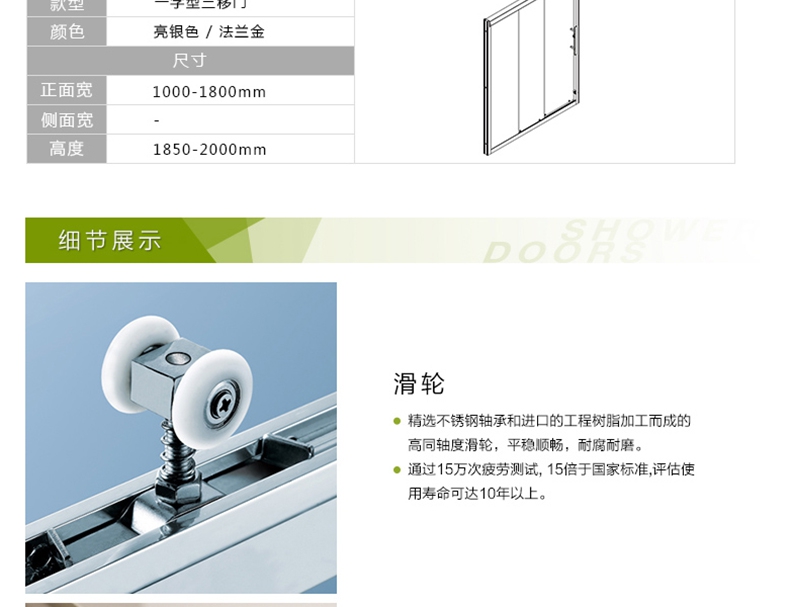 款型 一字型三移门
颜色 亮银色 / 法兰金
尺寸
正面宽 1000-1800mm
侧面宽 -
高度 1850-2000mm
细节展示
SHOWER
DOORS
滑轮
精选不锈钢轴承和进口的工程树脂加工而成的
高同轴度滑轮，平稳顺畅，耐腐耐磨。
通过15万次疲劳测试, 15倍于国家标准,评估使
用寿命可达10年以上。